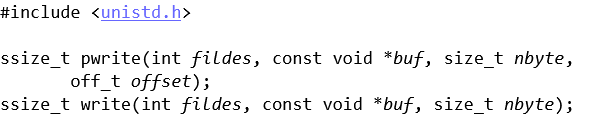 #include <unistd.h>
ssize_t pwrite(int fildes, const void *buf, size_t nbyte,
off_t offset);
ssize_t write(int fildes, const void *buf, size_t nbyte);